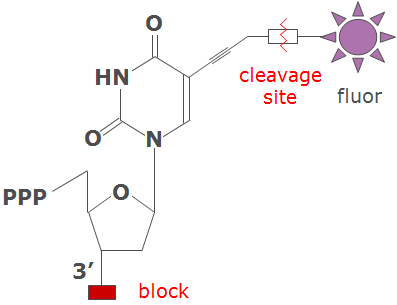 O
HN
O
N
cleavage
site
fluor
PPP
O
3’
block